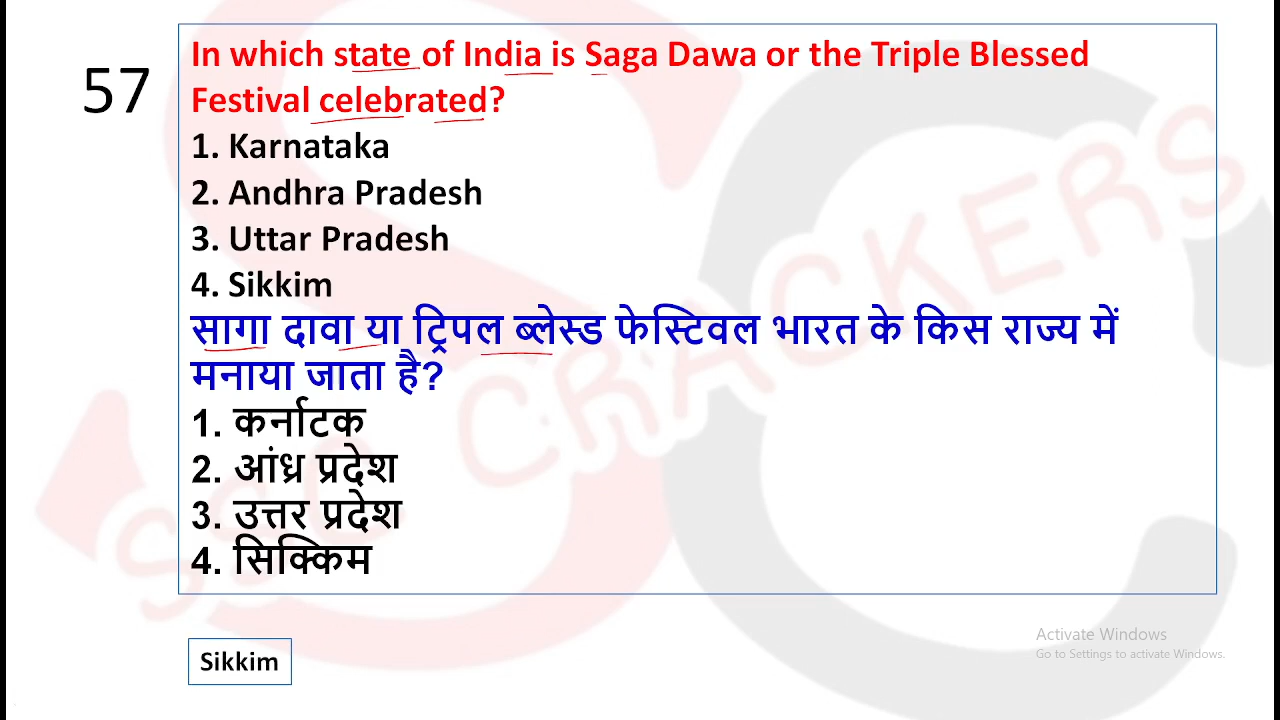 57
In which state of India is Saga Dawa or the Triple Blessed
Festival celebrated?
1. Karnataka
2. Andhra Pradesh
3. Uttar Pradesh
4. Sikkim
सागा दावा या ट्रिपल ब्लेस्ड फेस्टिवल भारत के किस राज्य में
मनाया जाता है?
1. कर्नाटक
2. आंध्र प्रदेश
3. उत्तर प्रदेश
4. सिक्किम
SSC CRACKERS
Sikkim
Activate Windows
Go to Settings to activate Windows.